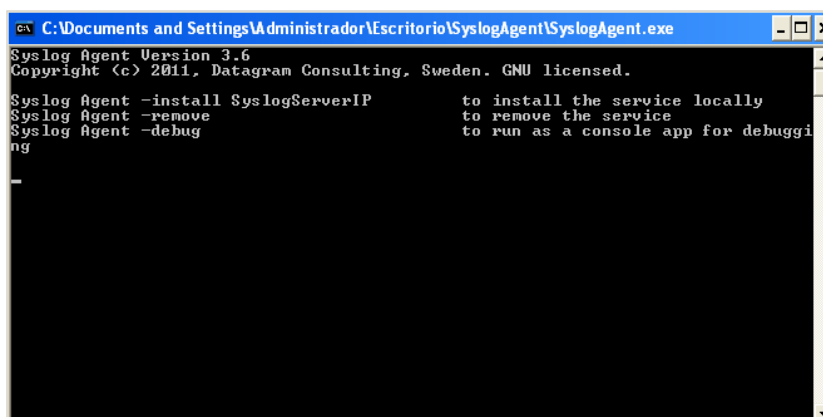 C:\Documents and Settings\Administrador\Escritorio\SyslogAgent\SyslogAgent.exe
Syslog Agent Version 3.6
Copyright (c) 2011, Datagram Consulting, Sweden. GNU licensed.
Syslog Agent -install SyslogServerIP to install the service locally
Syslog Agent -remove to remove the service
Syslog Agent -debug to run as a console app for debuggi
ng